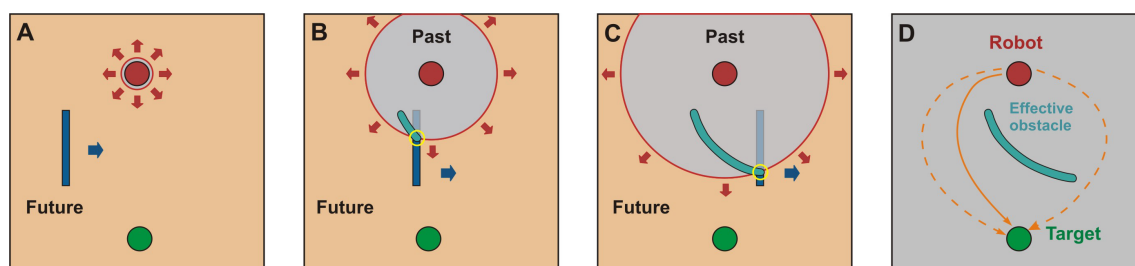 A
Future
B
Past
Future
C
Past
Future
D
Robot
Effective
obstacle
Target